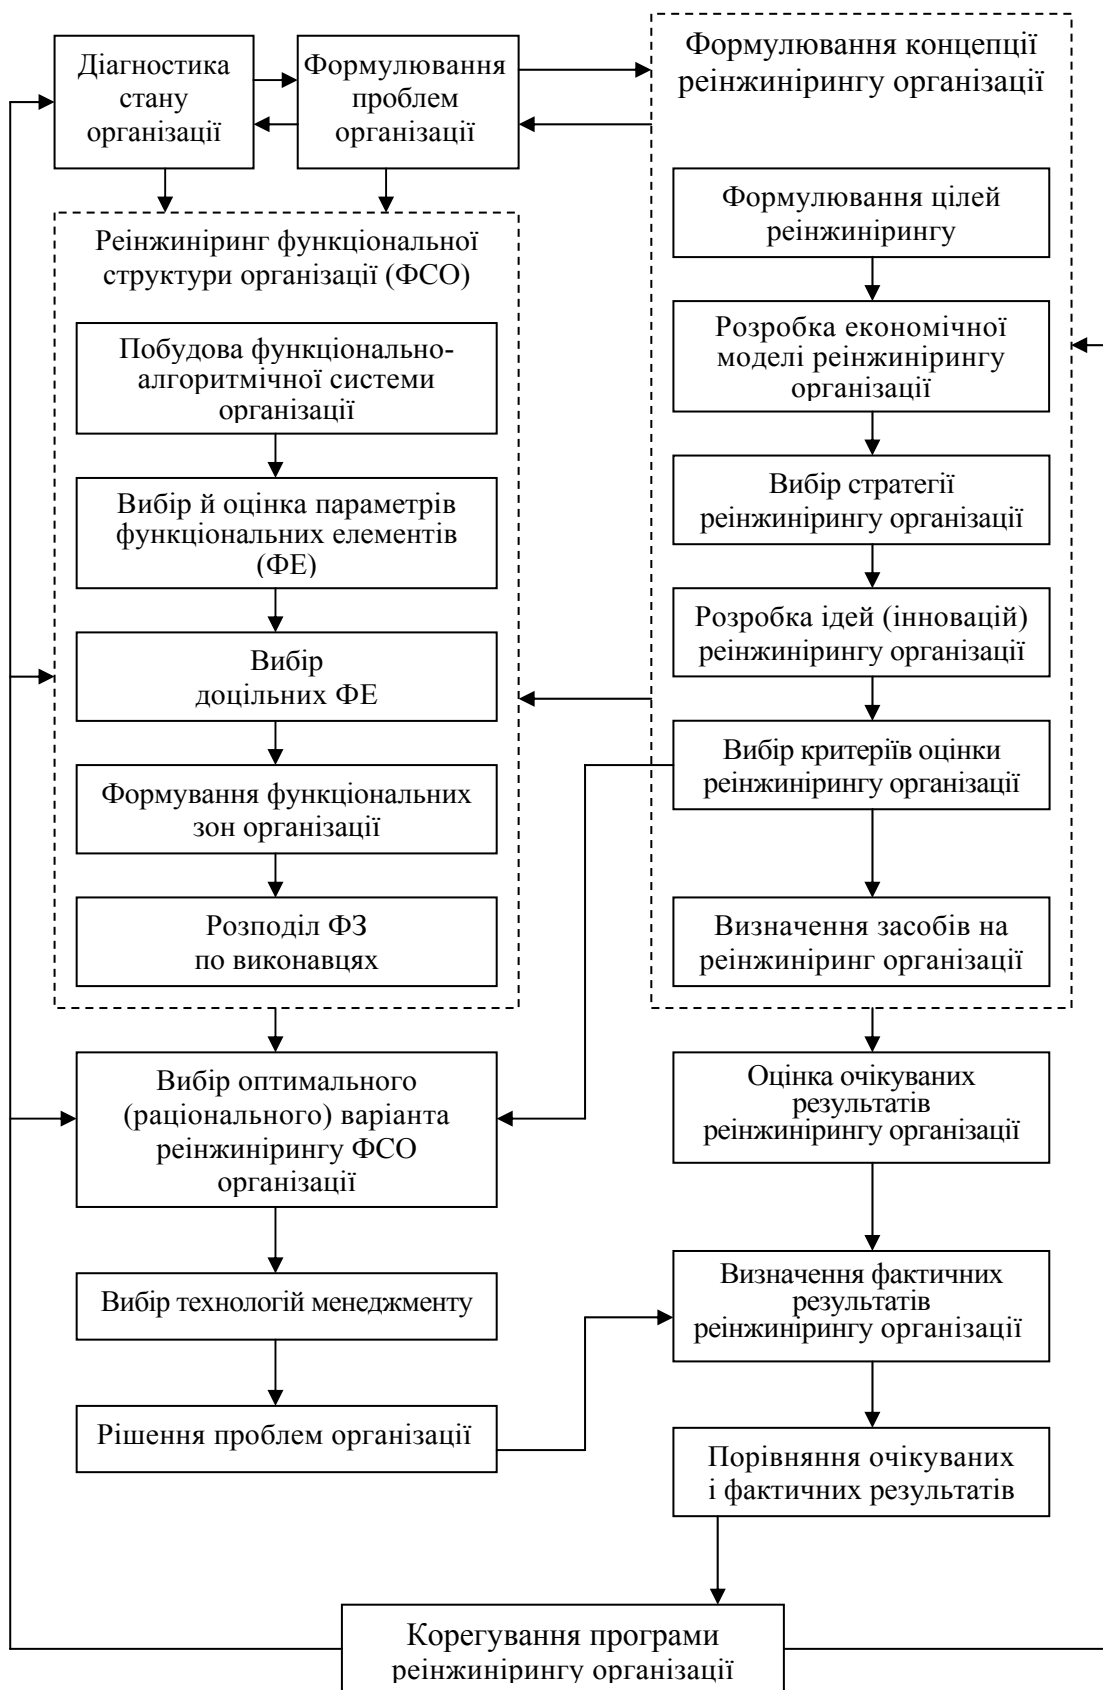 Діагностика
стану
організації
Формулювання
проблем
організації
Формулювання концепції
реінжинірингу організації
Формулювання цілей
реінжинірингу
Розробка економічної
моделі реінжинірингу
організації
Вибір стратегії
реінжинірингу організації
Розробка ідей (інновацій)
реінжинірингу організації
Вибір критеріїв оцінки
реінжинірингу організації
Визначення засобів на
реінжиніринг організації
Реінжиніринг функціональної
структури організації (ФСО)
Побудова функціонально-
алгоритмічної системи
організації
Вибір й оцінка параметрів
функціональних елементів
(ФЕ)
Вибір
доцільних ФЕ
Формування функціональних
зон організації
Розподіл ФЗ
по виконавцях
Вибір оптимального
(раціонального) варіанта
реінжинірингу ФСО
організації
Вибір технологій менеджменту
Рішення проблем організації
Оцінка очікуваних
результатів
реінжинірингу організації
Визначення фактичних
результатів
реінжинірингу організації
Порівняння очікуваних
і фактичних результатів
Корегування програми
реінжинірингу організації